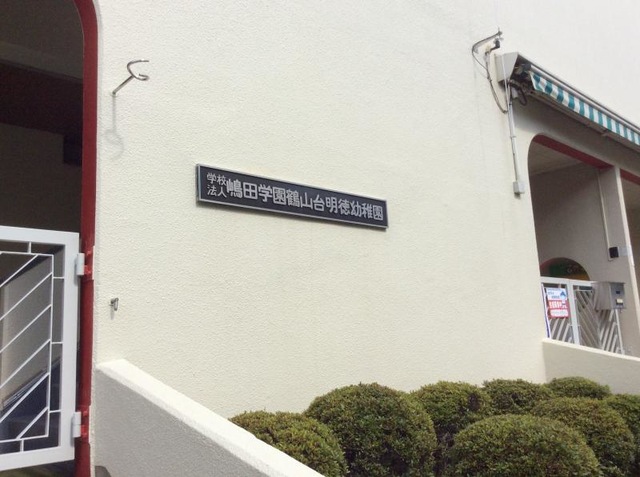 学校
法人
嶋田学園鶴山台明徳幼稚園